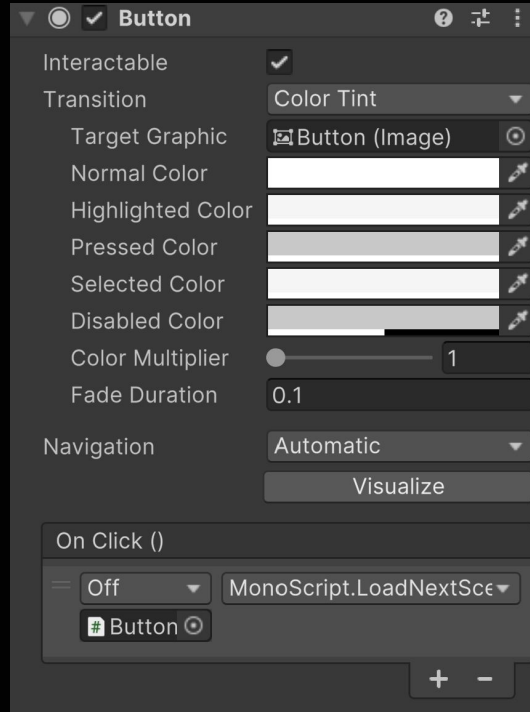 Button
Interactable
Transition Color Tint
Target Graphic Button (Image)
Normal Color
Highlighted Color
Pressed Color
Selected Color
Disabled Color
Color Multiplier 1
Fade Duration 0.1
Navigation Automatic
Visualize
On Click ()
Off MonoScript.LoadNextSce
# Button
+ −